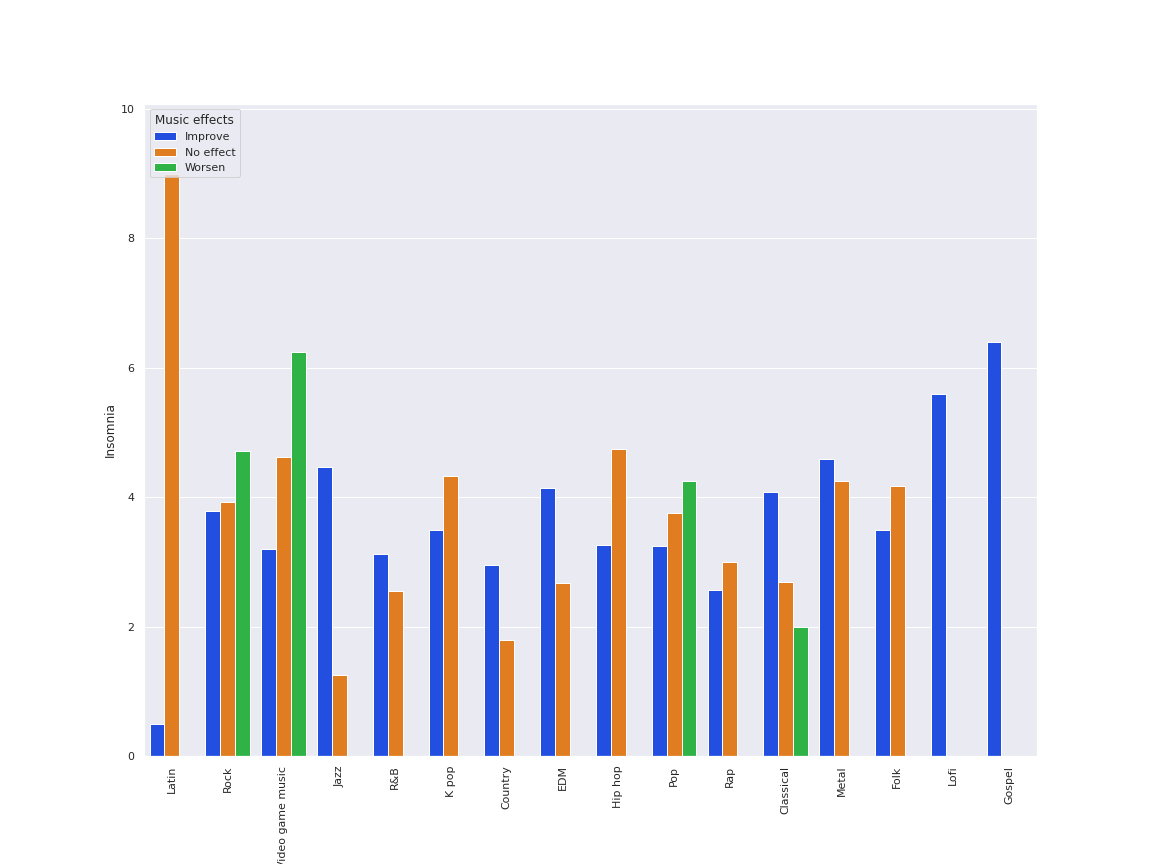 10
8
6
4
2
0
Insomnia
Music effects
Improve
No effect
Worsen
Latin
Rock
Video game music
Jazz
R&B
K pop
Country
EDM
Hip hop
Pop
Rap
Classical
Metal
Folk
Lofi
Gospel